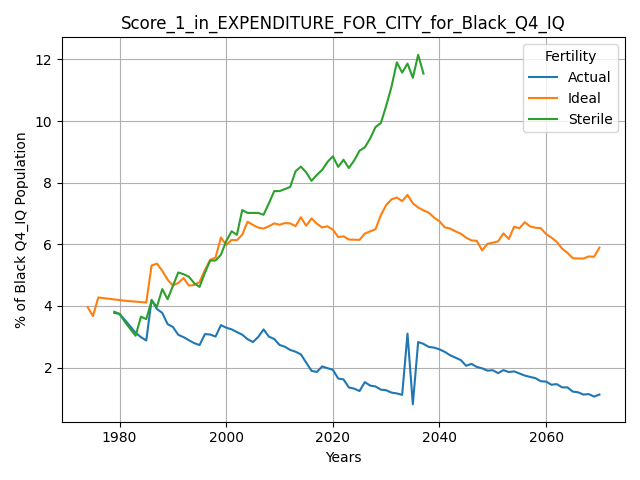 Score_1_in_EXPENDITURE_FOR_CITY_for_Black_Q4_IQ
% of Black Q4_IQ Population
12
10
8
6
4
2
Fertility
Actual
Ideal
Sterile
1980 2000 2020 2040 2060
Years